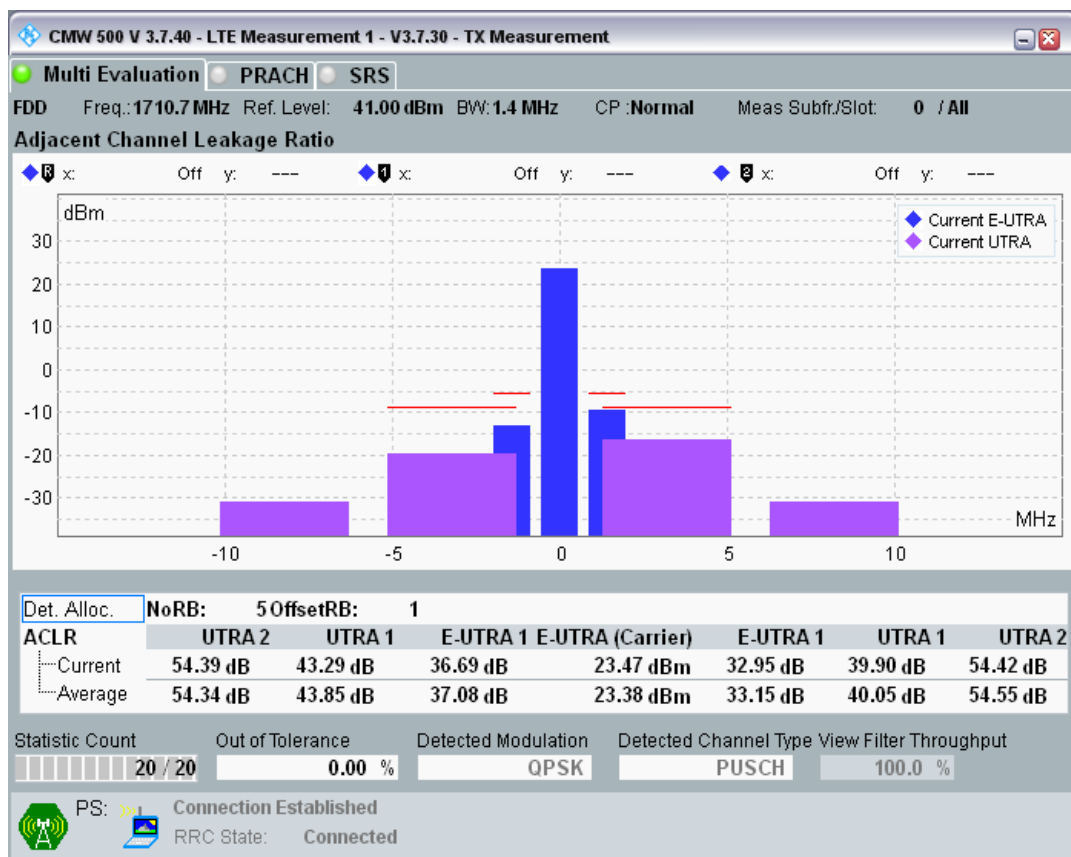 CMW 500 V 3.7.40 - LTE Measurement 1 - V3.7.30 - TX Measurement
Multi Evaluation PRACH SRS
FDD Freq.: 1710.7 MHz Ref. Level: 41.00 dBm BW: 1.4 MHz CP : Normal Meas Subfr./Slot: 0 / All
Adjacent Channel Leakage Ratio
R x: Off y: --- 1 x: Off y: --- 2 x: Off y: ---
dBm
Current E-UTRA
Current UTRA
30
20
10
0
-10
-20
-30
MHz
-10 -5 0 5 10
Det. Alloc. NoRB: 5 OffsetRB: 1
ACLR UTRA 2 UTRA 1 E-UTRA 1 E-UTRA (Carrier) E-UTRA 1 UTRA 1 UTRA 2
Current 54.39 dB 43.29 dB 36.69 dB 23.47 dBm 32.95 dB 39.90 dB 54.42 dB
Average 54.34 dB 43.85 dB 37.08 dB 23.38 dBm 33.15 dB 40.05 dB 54.55 dB
Statistic Count Out of Tolerance Detected Modulation Detected Channel Type View Filter Throughput
20 / 20 0.00 % QPSK PUSCH 100.0 %
PS: Connection Established
RRC State: Connected